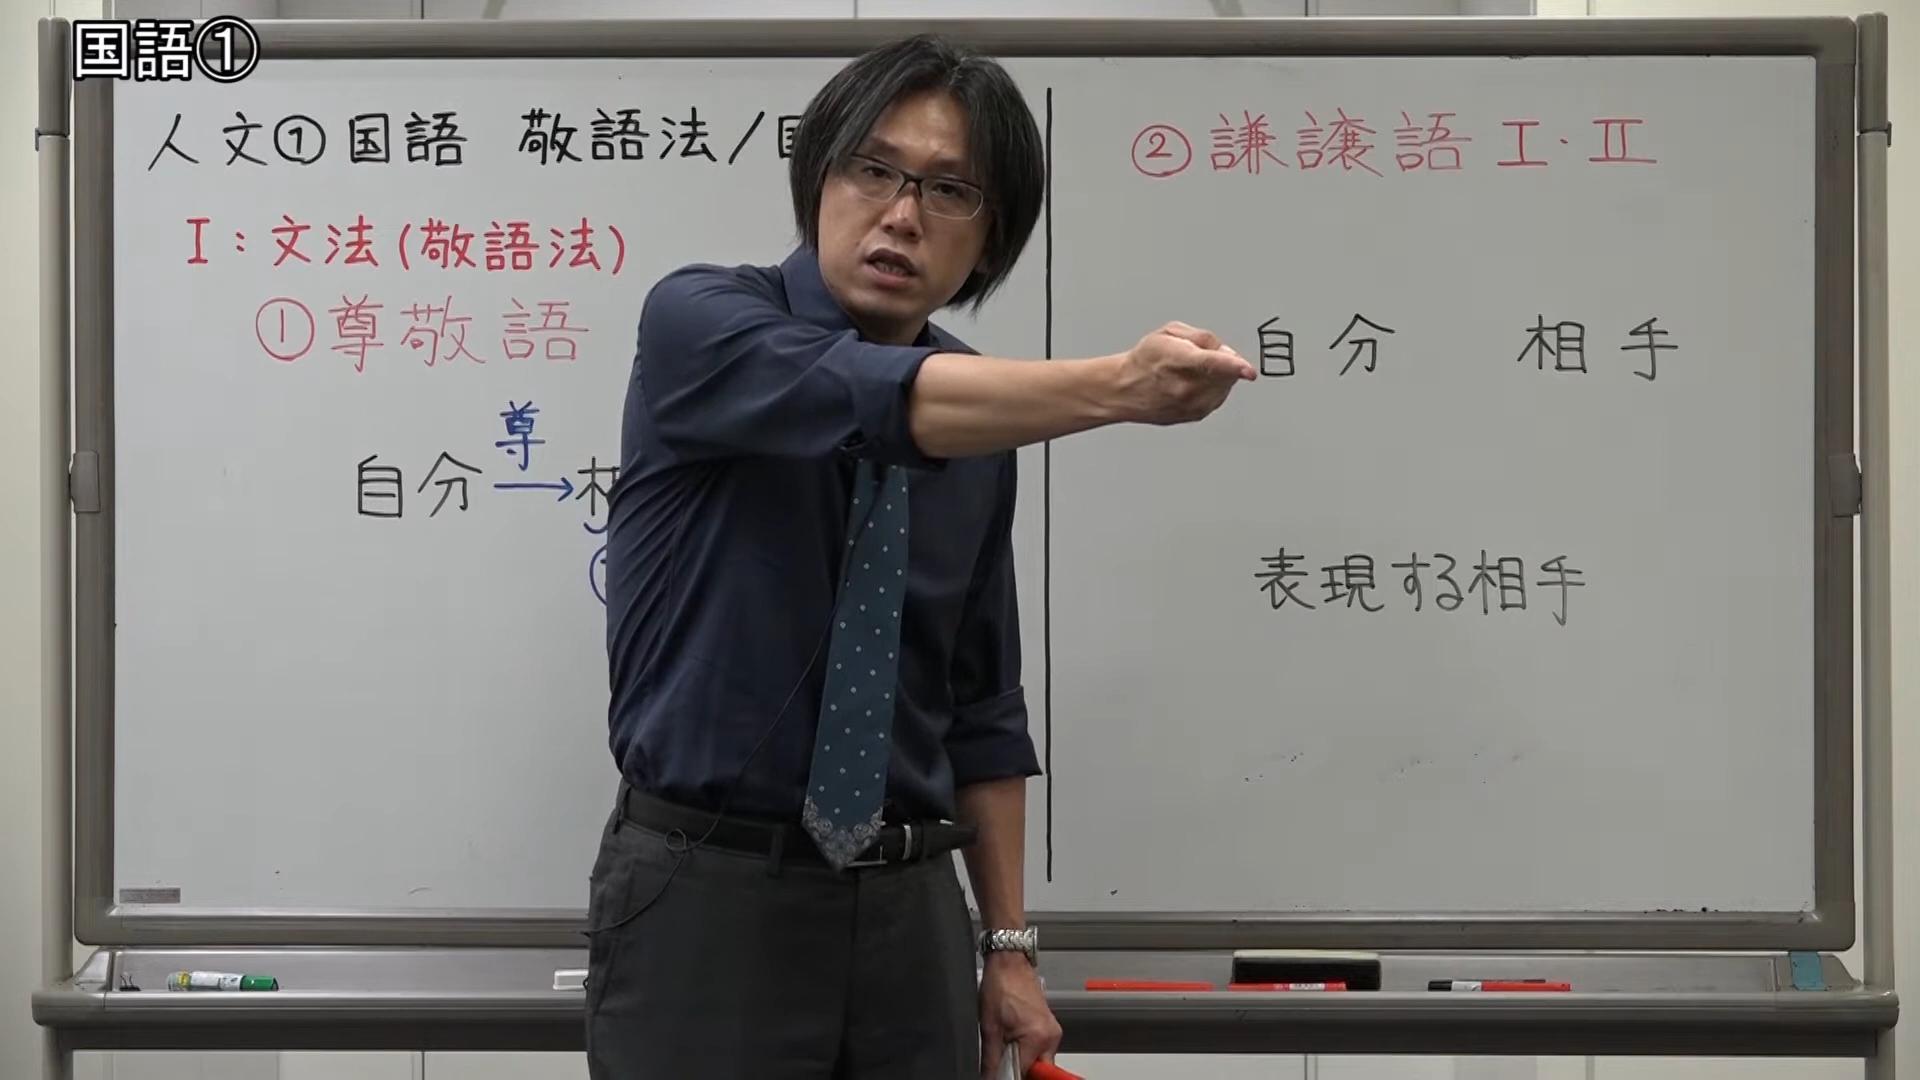 国語①
人文①国語 敬語法/
I:文法(敬語法)
①尊敬語
尊
自分→
②謙譲語 I・II
自分 相手
表現する相手